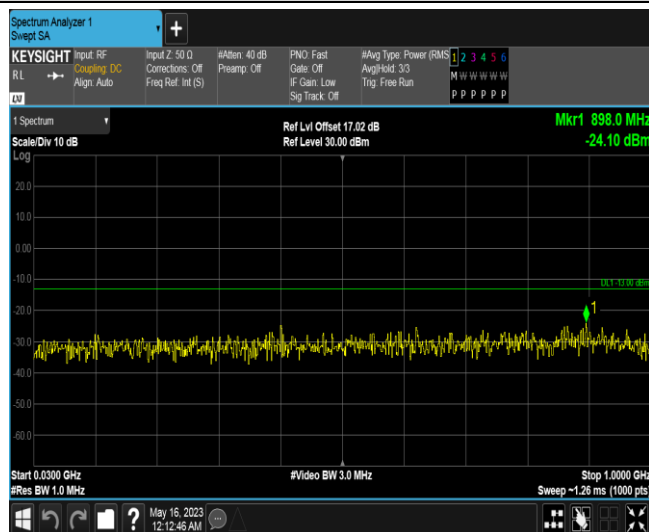 Spectrum Analyzer 1
Swept SA
+
KEYSIGHT Input: RF Input Z: 50 Ω #Atten: 40 dB PNO: Fast #Avg Type: Power (RMS 1 2 3 4 5 6
RL Coupling: DC Corrections: Off Preamp: Off Gate: Off Avg|Hold: 3/3 M W W W W W
Align: Auto Freq Ref: Int (S) IF Gain: Low Trig: Free Run
Sig Track: Off P P P P P P
LXI
1 Spectrum Ref Lvl Offset 17.02 dB Mkr1 898.0 MHz
Scale/Div 10 dB Ref Level 30.00 dBm -24.10 dBm
Log
20.0
10.0
0.00
-10.0
DL1 -13.00 dBm
-20.0
1
-30.0
-40.0
-50.0
-60.0
Start 0.0300 GHz #Video BW 3.0 MHz Stop 1.0000 GHz
#Res BW 1.0 MHz Sweep ~1.26 ms (1000 pts)
? May 16, 2023
12:12:46 AM